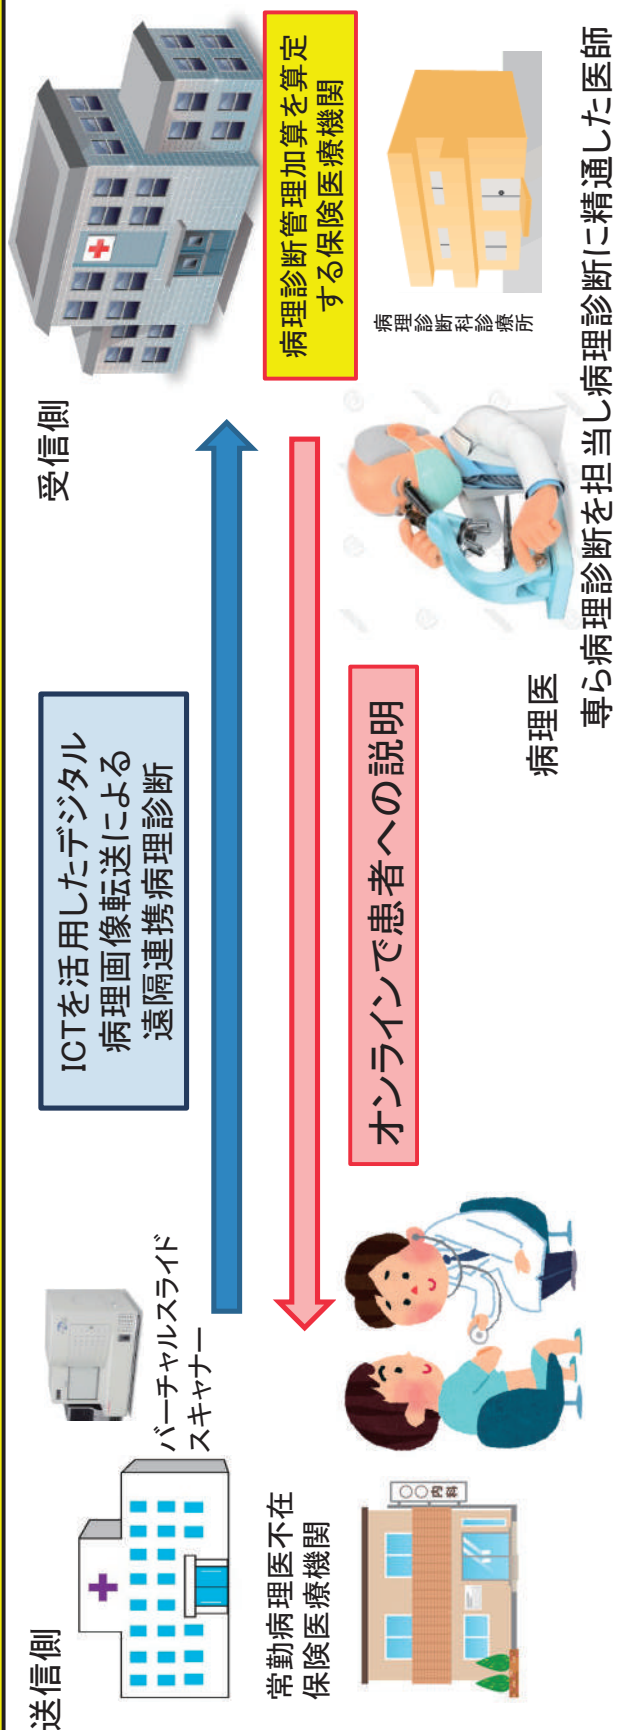 送信側
バーチャルスライド
スキャナー
常勤病理医不在
保険医療機関
〇〇内科
ICTを活用したデジタル
病理画像転送による
遠隔連携病理診断
オンラインで患者への説明
受信側
病理診断管理加算を算定
する保険医療機関
病理診断科診療所
病理医
専ら病理診断を担当し病理診断に精通した医師